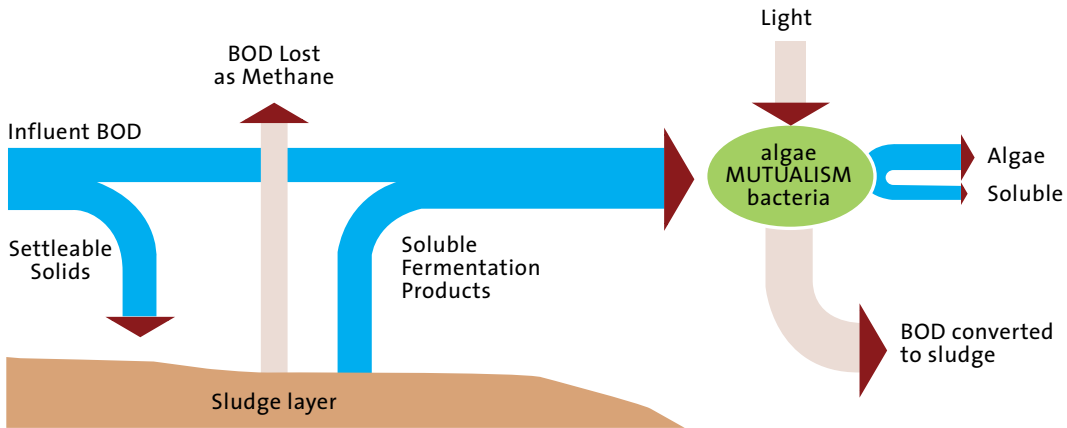 Light
BOD Lost
as Methane
Influent BOD
algae
MUTUALISM
bacteria
Algae
Soluble
Settleable
Solids
Soluble
Fermentation
Products
BOD converted
to sludge
Sludge layer